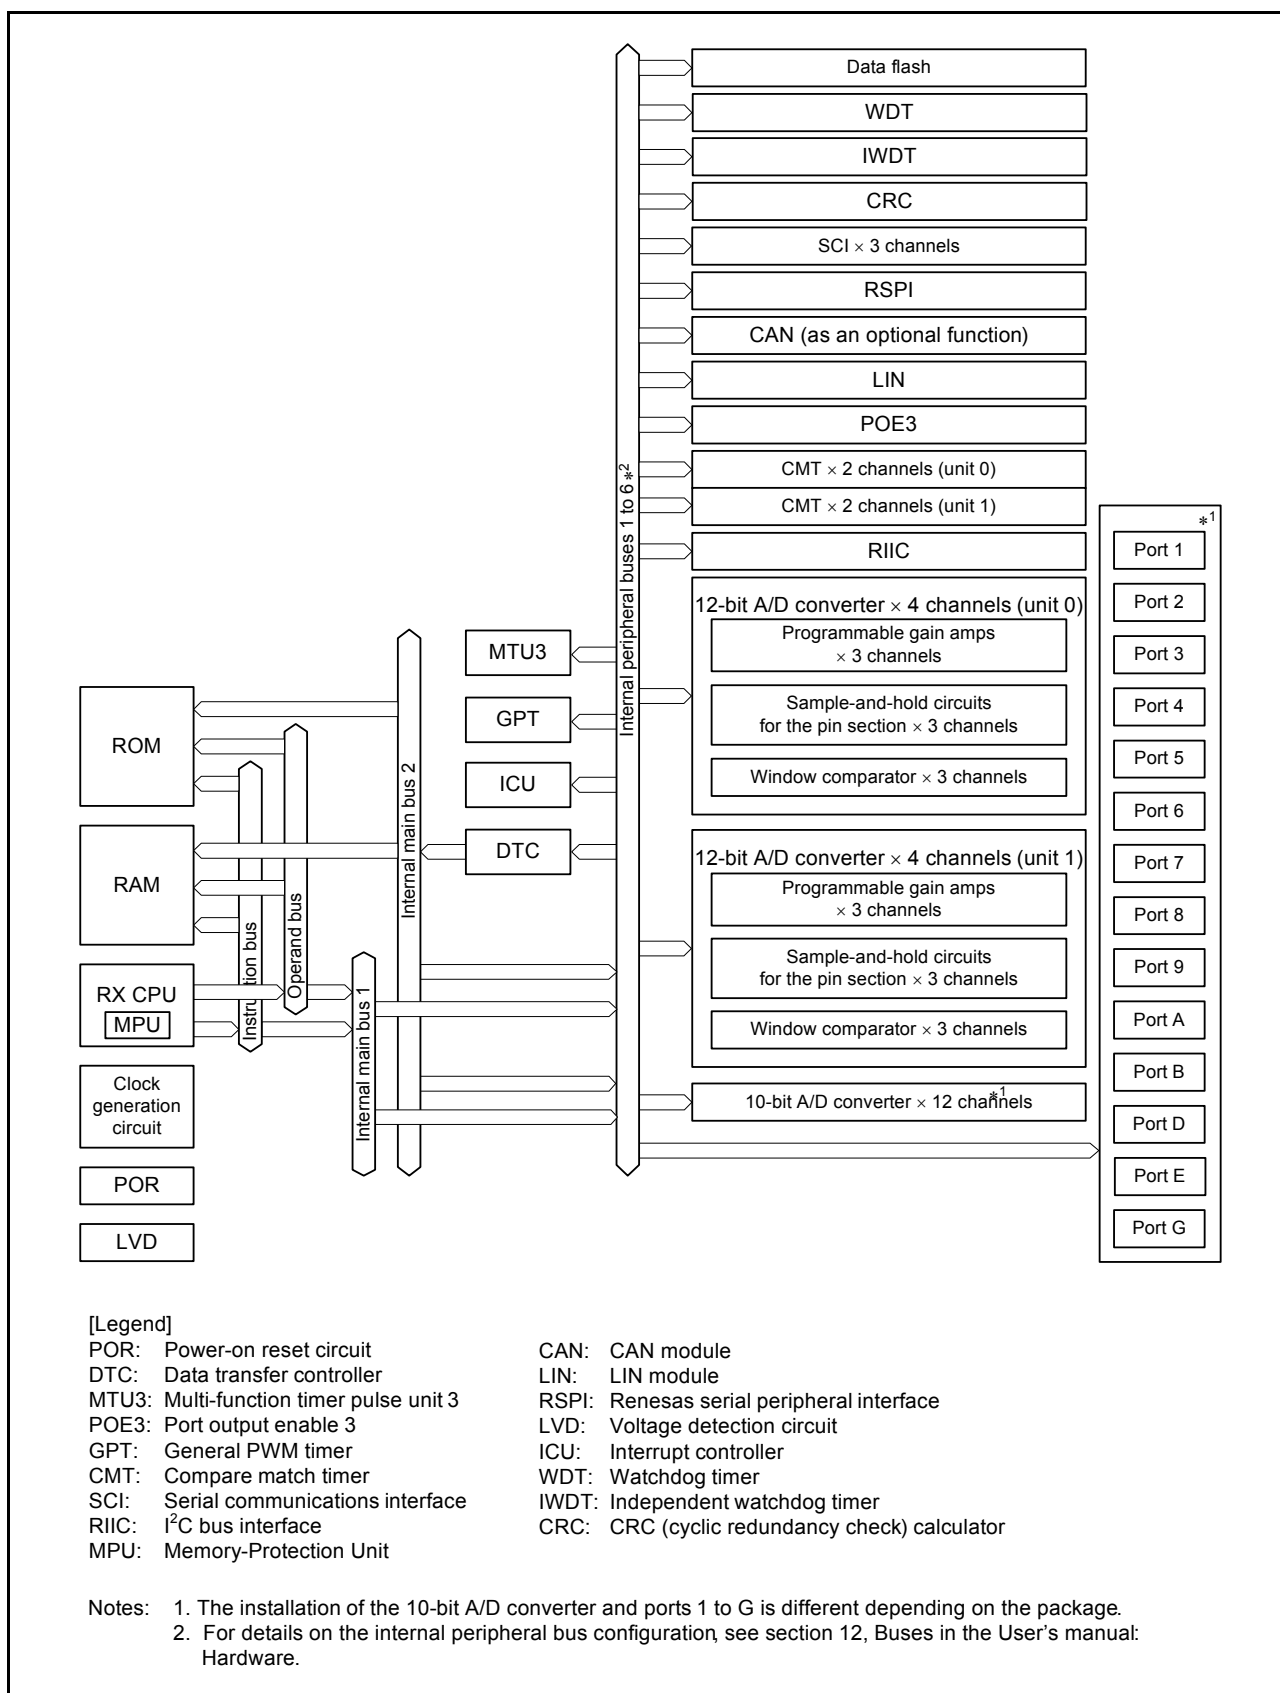 Data flash
WDT
IWDT
CRC
SCI × 3 channels
RSPI
CAN (as an optional function)
LIN
POE3
CMT × 2 channels (unit 0)
CMT × 2 channels (unit 1)
RIIC
12-bit A/D converter × 4 channels (unit 0)
Programmable gain amps
× 3 channels
Sample-and-hold circuits
for the pin section × 3 channels
Window comparator × 3 channels
12-bit A/D converter × 4 channels (unit 1)
Programmable gain amps
× 3 channels
Sample-and-hold circuits
for the pin section × 3 channels
Window comparator × 3 channels
10-bit A/D converter × 12 channels *1
Internal peripheral buses 1 to 6 *2
MTU3
GPT
ICU
DTC
Internal main bus 2
Internal main bus 1
Operand bus
Instruction bus
ROM
RAM
RX CPU
MPU
Clock
generation
circuit
POR
LVD
*1
Port 1
Port 2
Port 3
Port 4
Port 5
Port 6
Port 7
Port 8
Port 9
Port A
Port B
Port D
Port E
Port G
[Legend]
POR: Power-on reset circuit
DTC: Data transfer controller
MTU3: Multi-function timer pulse unit 3
POE3: Port output enable 3
GPT: General PWM timer
CMT: Compare match timer
SCI: Serial communications interface
RIIC: I2C bus interface
MPU: Memory-Protection Unit
CAN: CAN module
LIN: LIN module
RSPI: Renesas serial peripheral interface
LVD: Voltage detection circuit
ICU: Interrupt controller
WDT: Watchdog timer
IWDT: Independent watchdog timer
CRC: CRC (cyclic redundancy check) calculator
Notes: 1. The installation of the 10-bit A/D converter and ports 1 to G is different depending on the package.
2. For details on the internal peripheral bus configuration, see section 12, Buses in the User's manual:
Hardware.